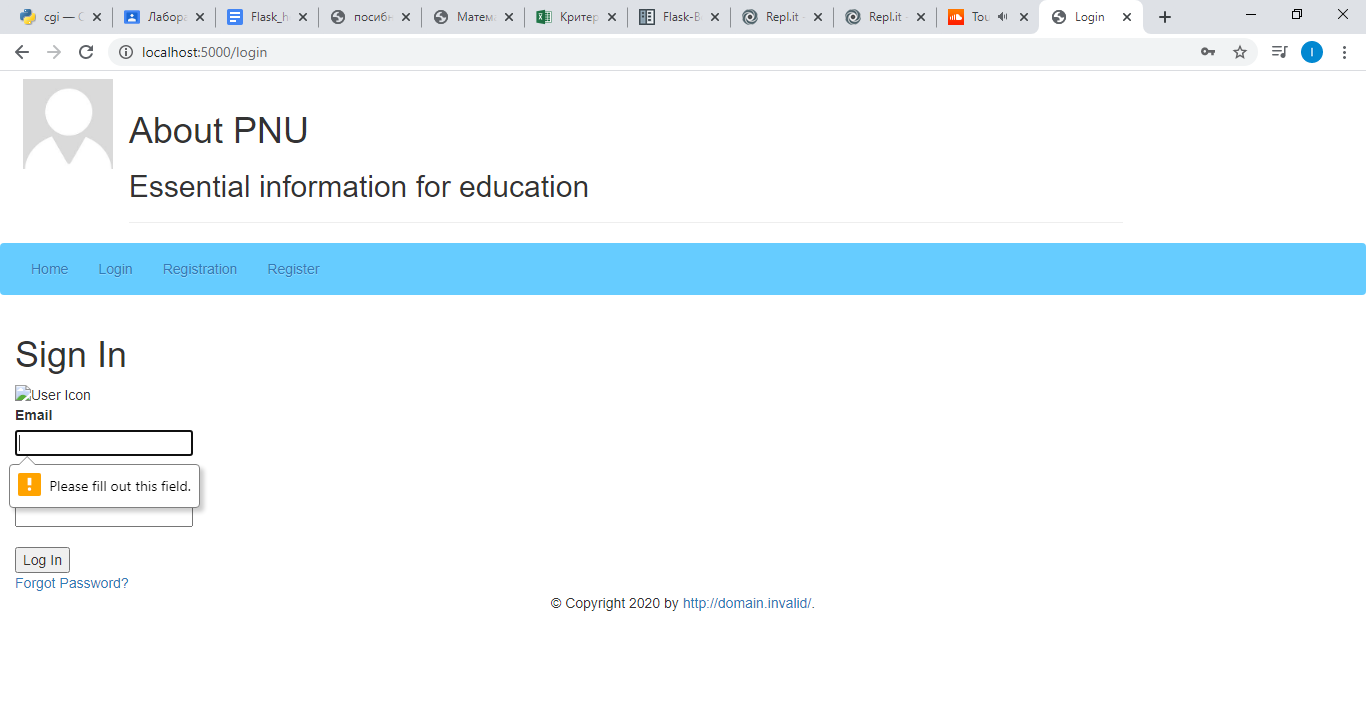 cgi — C
Лабора
Flask_h
посибн
Матем
Критер
Flask-B
Repl.it
Repl.it
Tou
Login
localhost:5000/login
I
About PNU
Essential information for education
Home Login Registration Register
Sign In
User Icon
Email
Please fill out this field.
Log In
Forgot Password?
© Copyright 2020 by http://domain.invalid/.